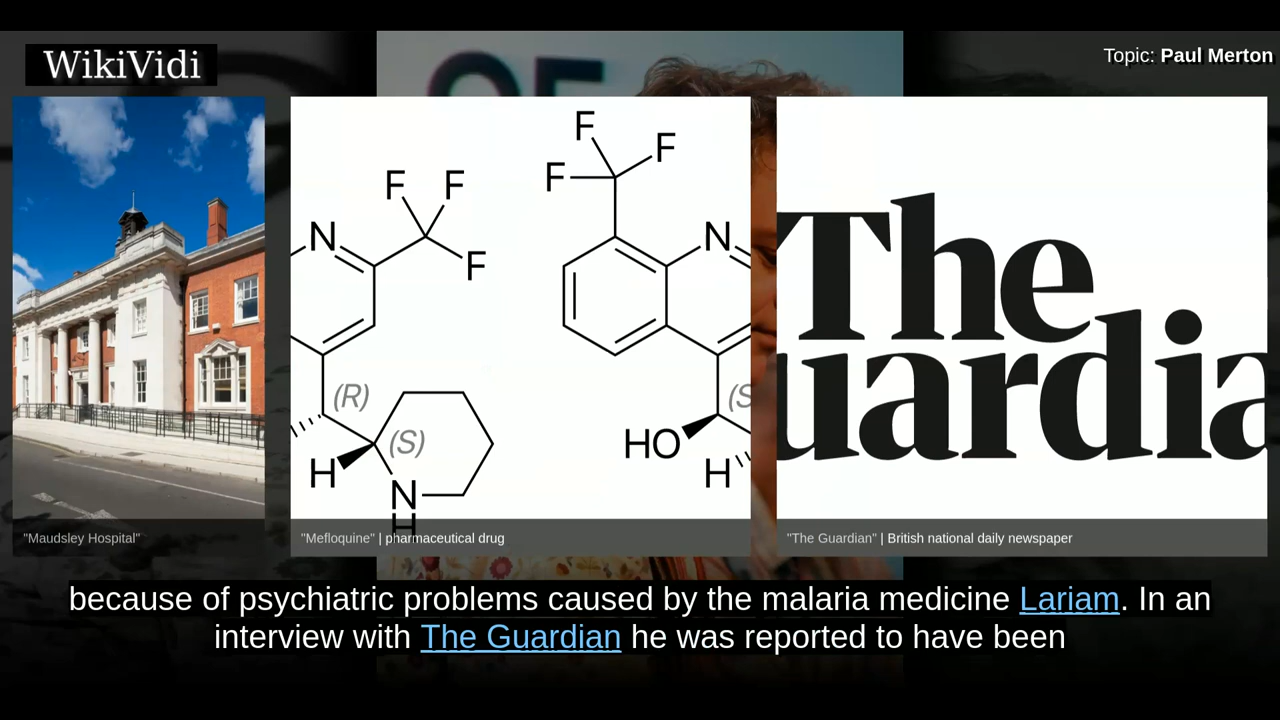 WikiVidi
Topic: Paul Merton
OF
F F F N (R) (S) H N H
F F F N (S HO H
The
uardia
"Maudsley Hospital"
"Mefloquine" | pharmaceutical drug
"The Guardian" | British national daily newspaper
because of psychiatric problems caused by the malaria medicine Lariam. In an
interview with The Guardian he was reported to have been